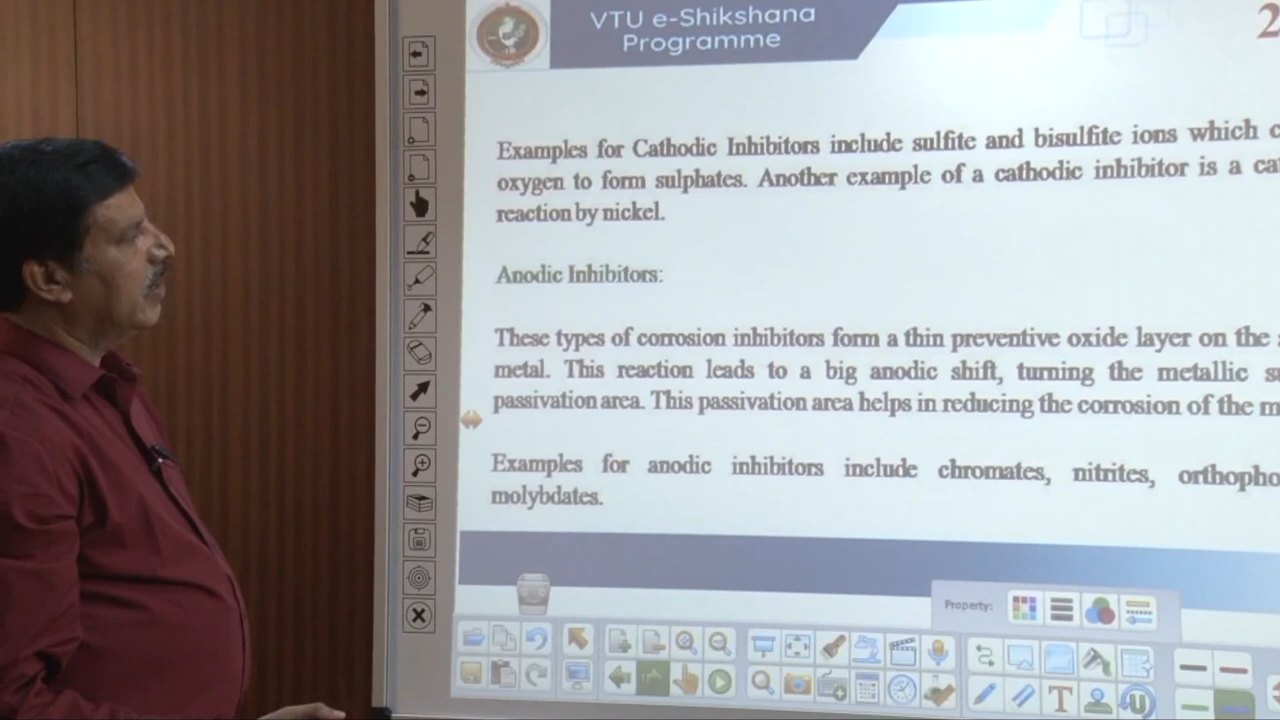 VTU e-Shikshana
Programme
2
Examples for Cathodic Inhibitors include sulfite and bisulfite ions which
oxygen to form sulphates. Another example of a cathodic inhibitor is a
reaction by nickel.
Anodic Inhibitors:
These types of corrosion inhibitors form a thin preventive oxide layer on the
metal. This reaction leads to a big anodic shift, turning the metallic
passivation area. This passivation area helps in reducing the corrosion of the
Examples for anodic inhibitors include chromates, nitrites,
molybdates.
Property: